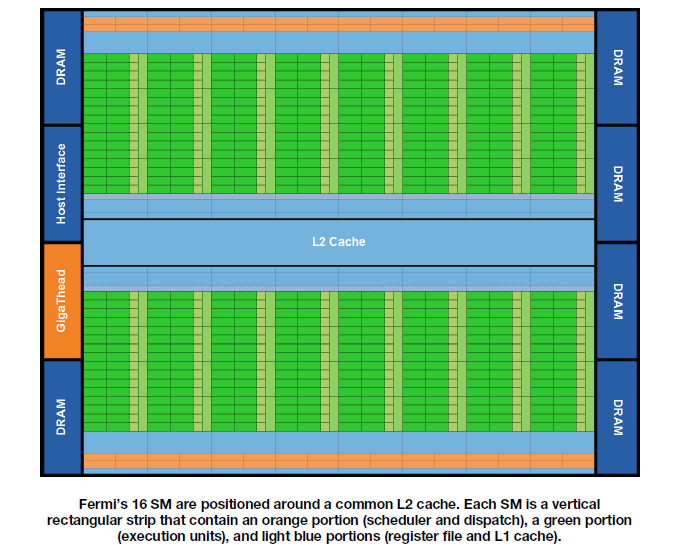 DRAM
Host Interface
GigaThead
DRAM
L2 Cache
DRAM
DRAM
DRAM
DRAM
Fermi's 16 SM are positioned around a common L2 cache. Each SM is a vertical
rectangular strip that contain an orange portion (scheduler and dispatch), a green portion
(execution units), and light blue portions (register file and L1 cache).